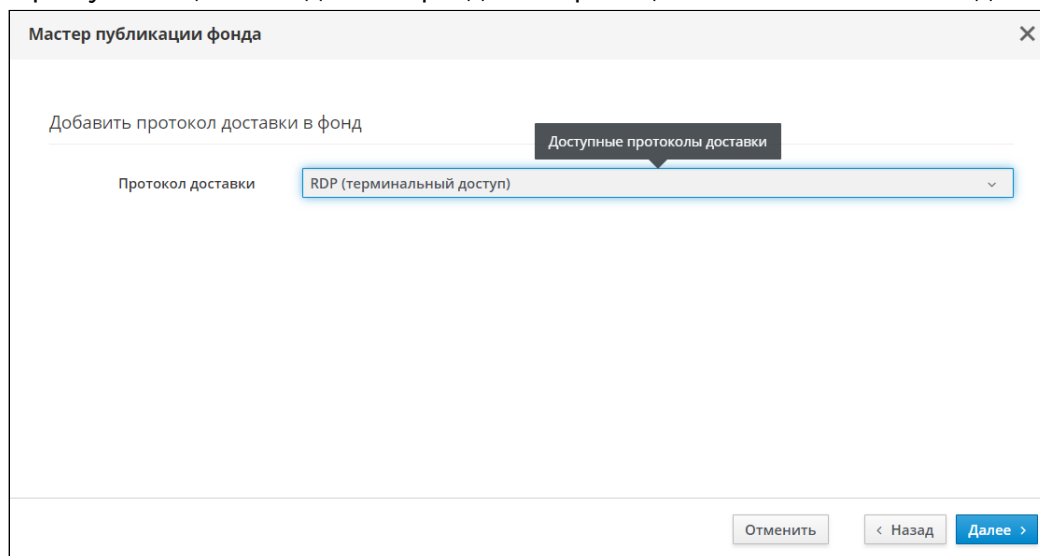 Мастер публикации фонда
Добавить протокол доставки в фонд
Доступные протоколы доставки
Протокол доставки
RDP (терминальный доступ)
Отменить
Назад
Далее